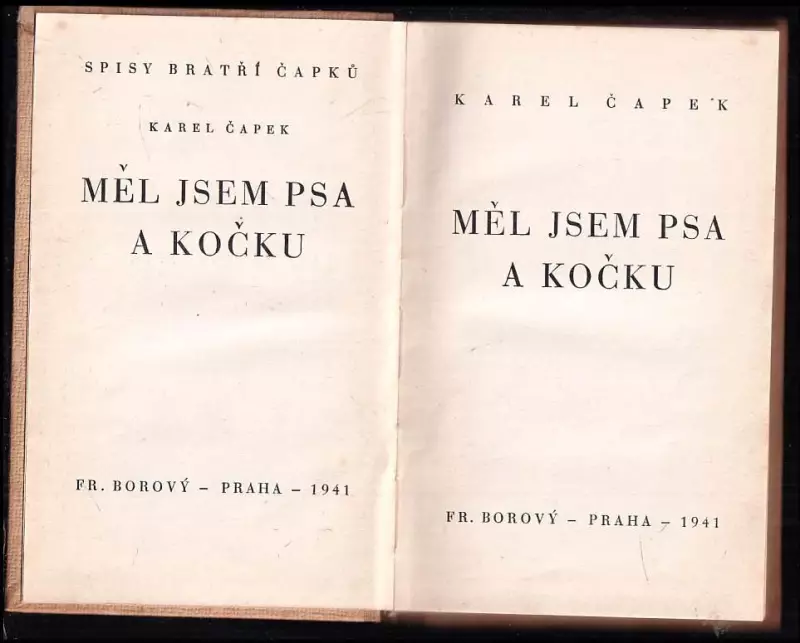 SPISY BRATŘÍ ČAPKŮ
KAREL ČAPEK
MĚL JSEM PSA
A KOČKU
FR. BOROVÝ – PRAHA – 1941
KAREL ČAPEK
MĚL JSEM PSA
A KOČKU
FR. BOROVÝ – PRAHA – 1941